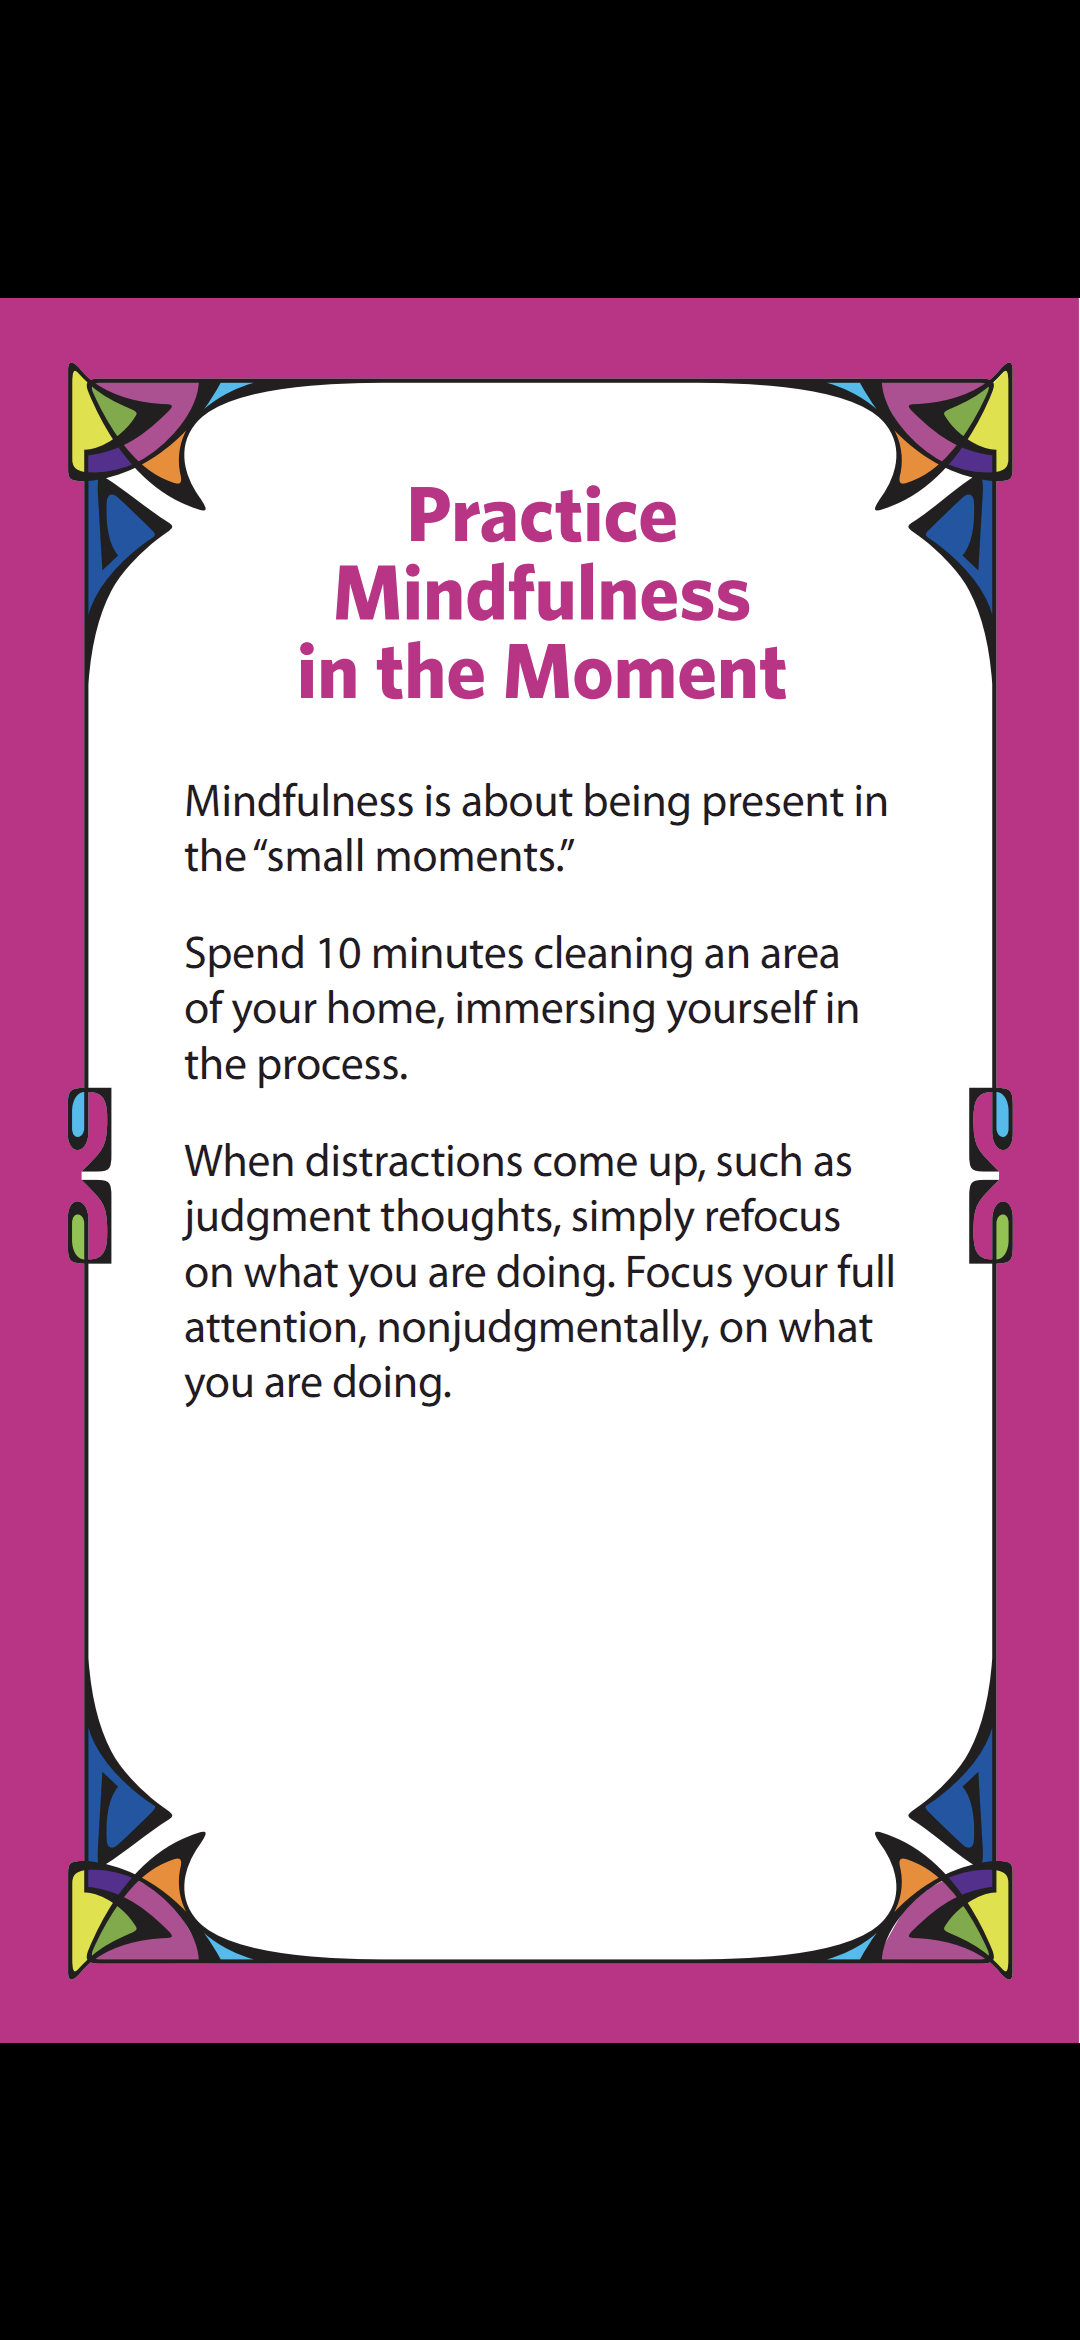 Practice
Mindfulness
in the Moment
Mindfulness is about being present in
the “small moments.”
Spend 10 minutes cleaning an area
of your home, immersing yourself in
the process.
When distractions come up, such as
judgment thoughts, simply refocus
on what you are doing. Focus your full
attention, nonjudgmentally, on what
you are doing.